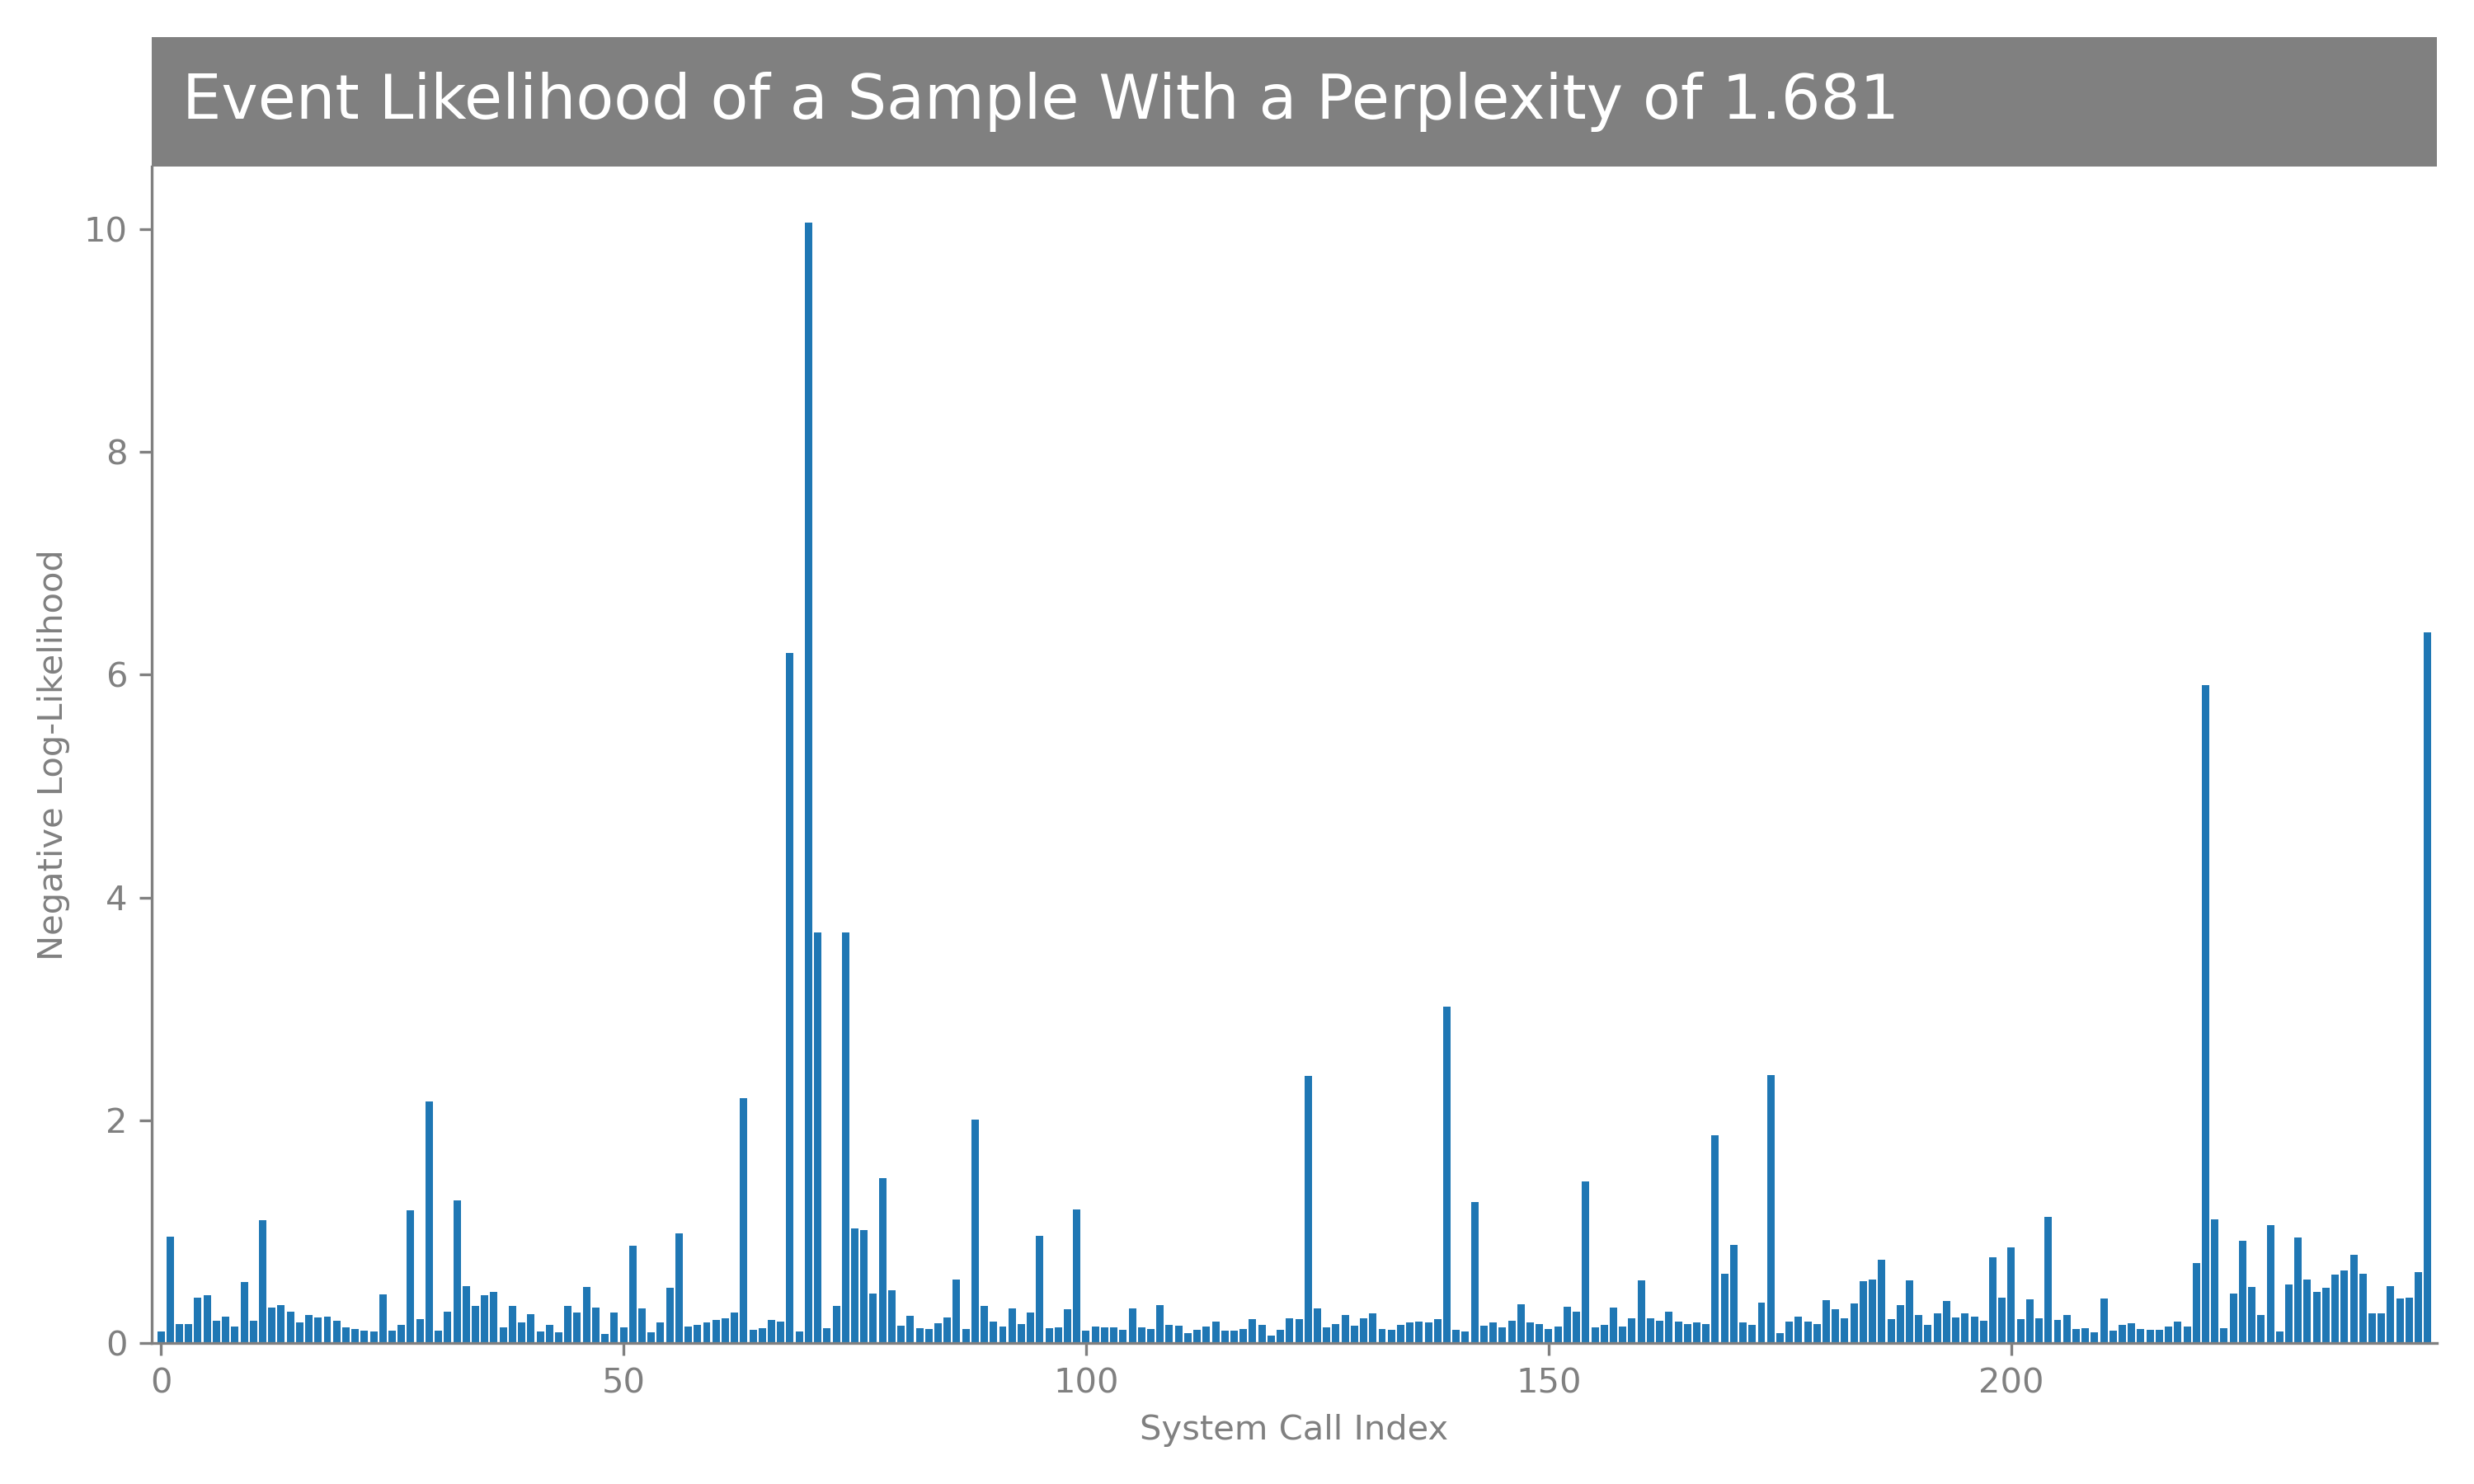 Event Likelihood of a Sample With a Perplexity of 1.681
10
8
6
4
2
0
Negative Log-Likelihood
0 50 100 150 200
System Call Index